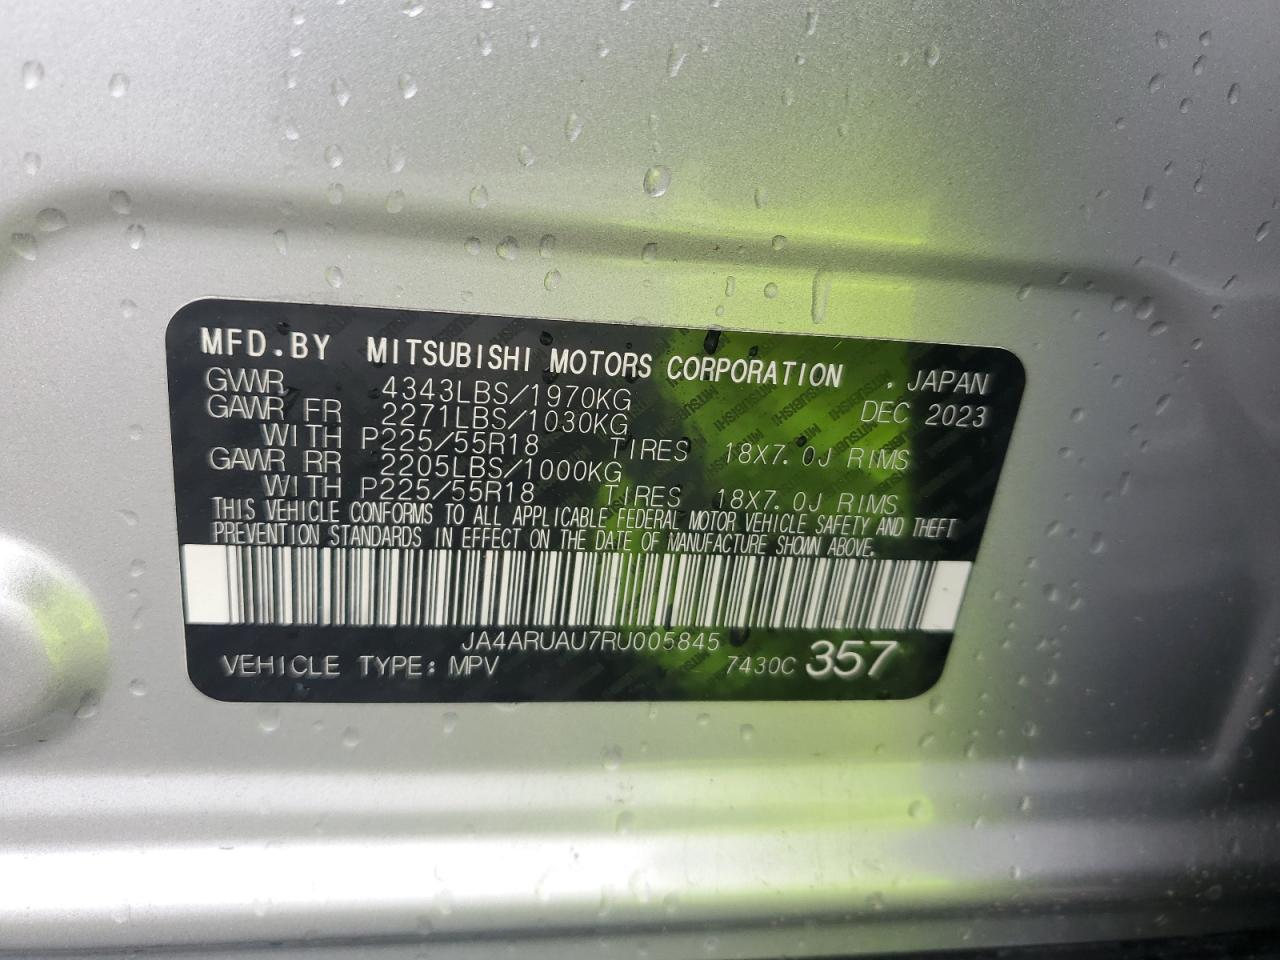 MFD.BY MITSUBISHI MOTORS CORPORATION . JAPAN
GVWR 4343LBS/1970KG DEC 2023
GAWR FR 2271LBS/1030KG
WITH P225/55R18 TIRES 18X7.0J RIMS
GAWR RR 2205LBS/1000KG
WITH P225/55R18 TIRES 18X7.0J RIMS
THIS VEHICLE CONFORMS TO ALL APPLICABLE FEDERAL MOTOR VEHICLE SAFETY AND THEFT
PREVENTION STANDARDS IN EFFECT ON THE DATE OF MANUFACTURE SHOWN ABOVE.
JA4ARUAU7RU005845
VEHICLE TYPE: MPV 7430C 357